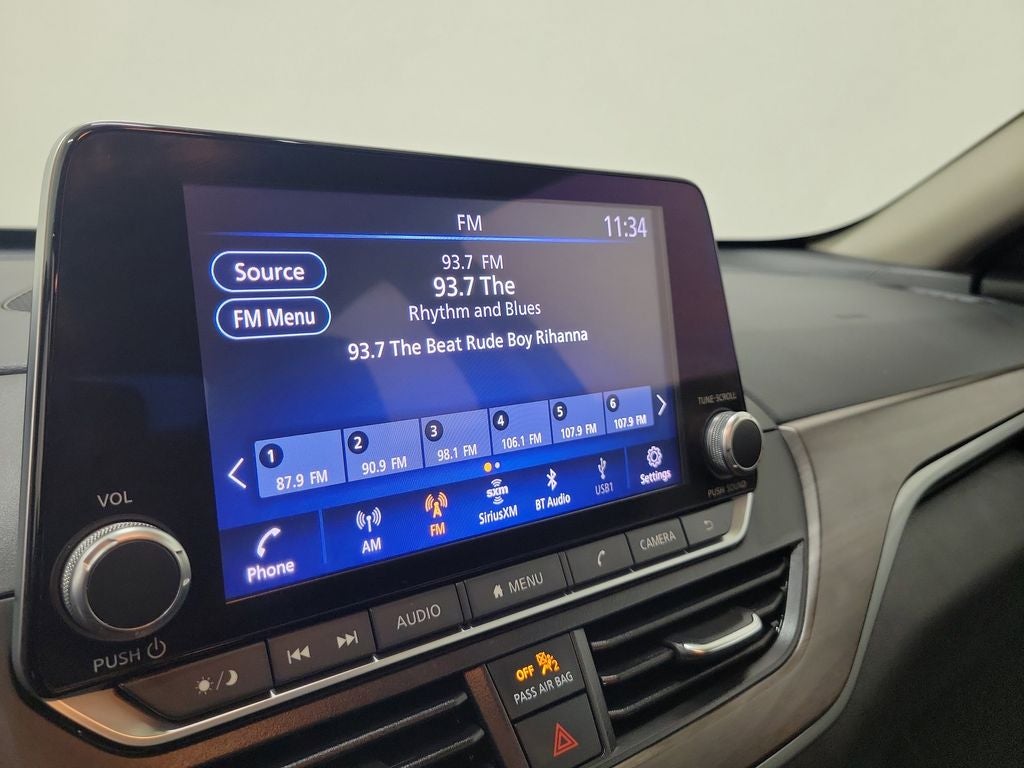 FM
11:34
Source
FM Menu
93.7 FM
93.7 The
Rhythm and Blues
93.7 The Beat Rude Boy Rihanna
1
87.9 FM
2
90.9 FM
3
98.1 FM
4
106.1 FM
5
107.9 FM
6
107.9 FM
Phone
AM
FM
sxm
SiriusXM
BT Audio
USB1
Settings
VOL
PUSH
TUNE·SCROLL
PUSH SOUND
AUDIO
MENU
CAMERA
OFF
2
PASS AIR BAG